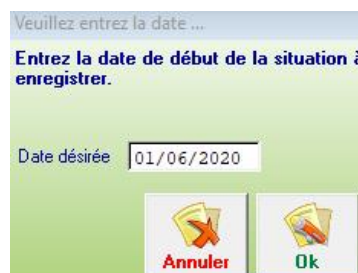 Veuillez entrez la date ...
Entrez la date de début de la situation à
enregistrer.
Date désirée 01/06/2020
Annuler Ok